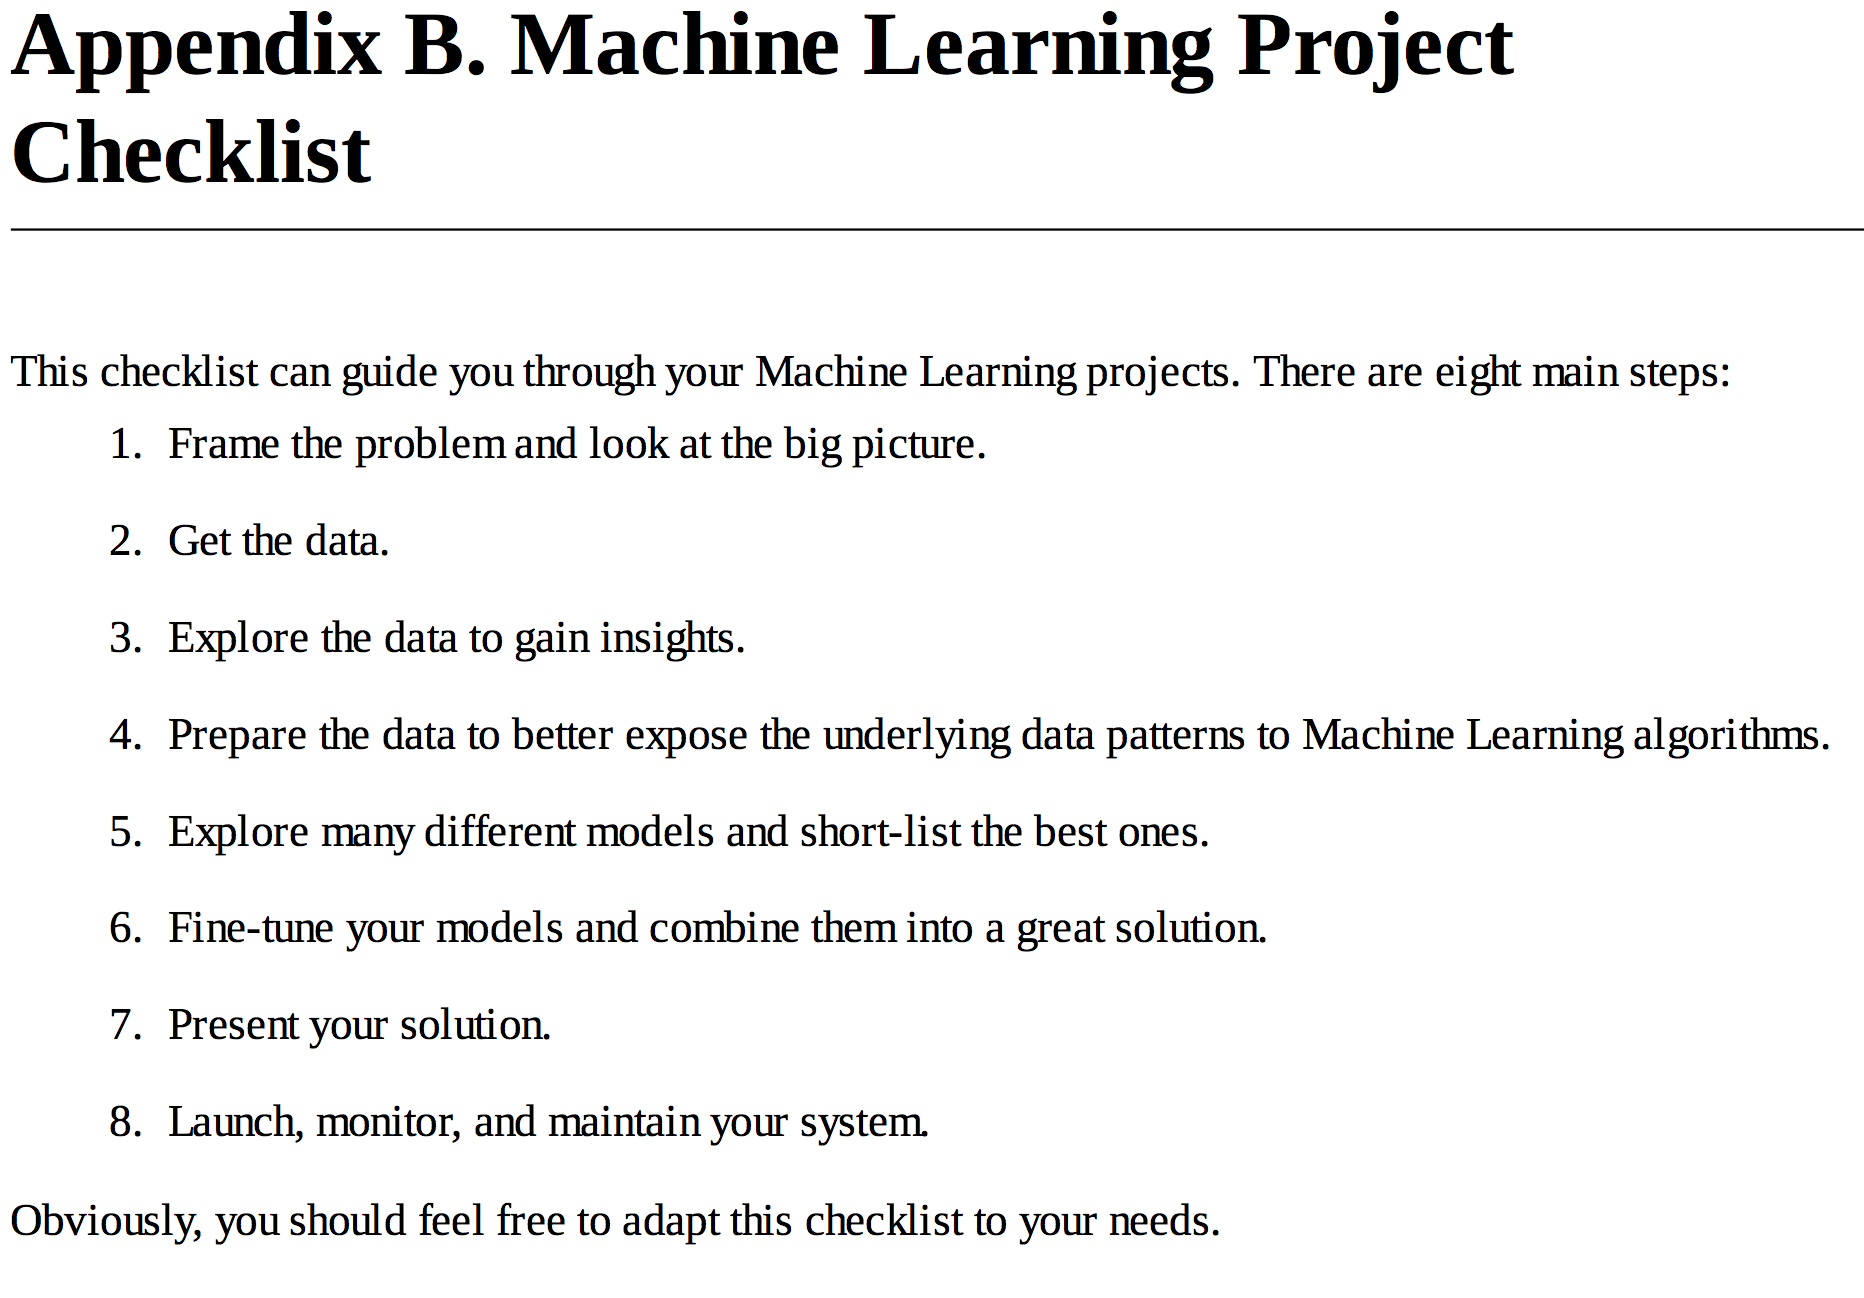 Appendix B. Machine Learning Project
Checklist
This checklist can guide you through your Machine Learning projects. There are eight main steps:
1. Frame the problem and look at the big picture.
2. Get the data.
3. Explore the data to gain insights.
4. Prepare the data to better expose the underlying data patterns to Machine Learning algorithms.
5. Explore many different models and short-list the best ones.
6. Fine-tune your models and combine them into a great solution.
7. Present your solution.
8. Launch, monitor, and maintain your system.
Obviously, you should feel free to adapt this checklist to your needs.